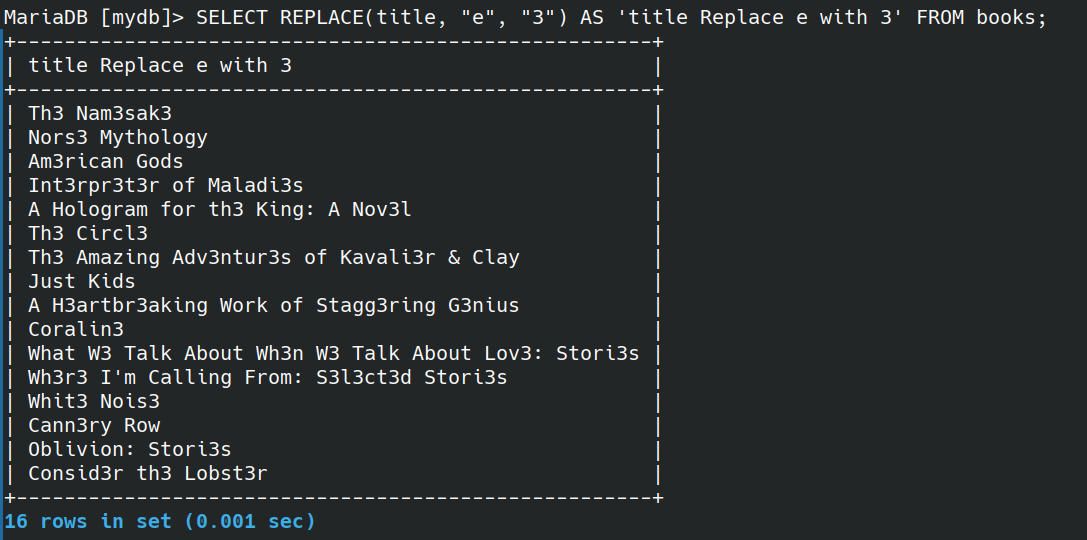 MariaDB [mydb]> SELECT REPLACE(title, "e", "3") AS 'title Replace e with 3' FROM books;
+-----------------------------------------------------+
| title Replace e with 3                              |
+-----------------------------------------------------+
| Th3 Nam3sak3                                        |
| Nors3 Mythology                                     |
| Am3rican Gods                                       |
| Int3rpr3t3r of Maladi3s                             |
| A Hologram for th3 King: A Nov3l                    |
| Th3 Circl3                                          |
| Th3 Amazing Adv3ntur3s of Kavali3r & Clay           |
| Just Kids                                           |
| A H3artbr3aking Work of Stagg3ring G3nius           |
| Coralin3                                            |
| What W3 Talk About Wh3n W3 Talk About Lov3: Stori3s |
| Wh3r3 I'm Calling From: S3l3ct3d Stori3s            |
| Whit3 Nois3                                         |
| Cann3ry Row                                         |
| Oblivion: Stori3s                                   |
| Consid3r th3 Lobst3r                                |
+-----------------------------------------------------+
16 rows in set (0.001 sec)